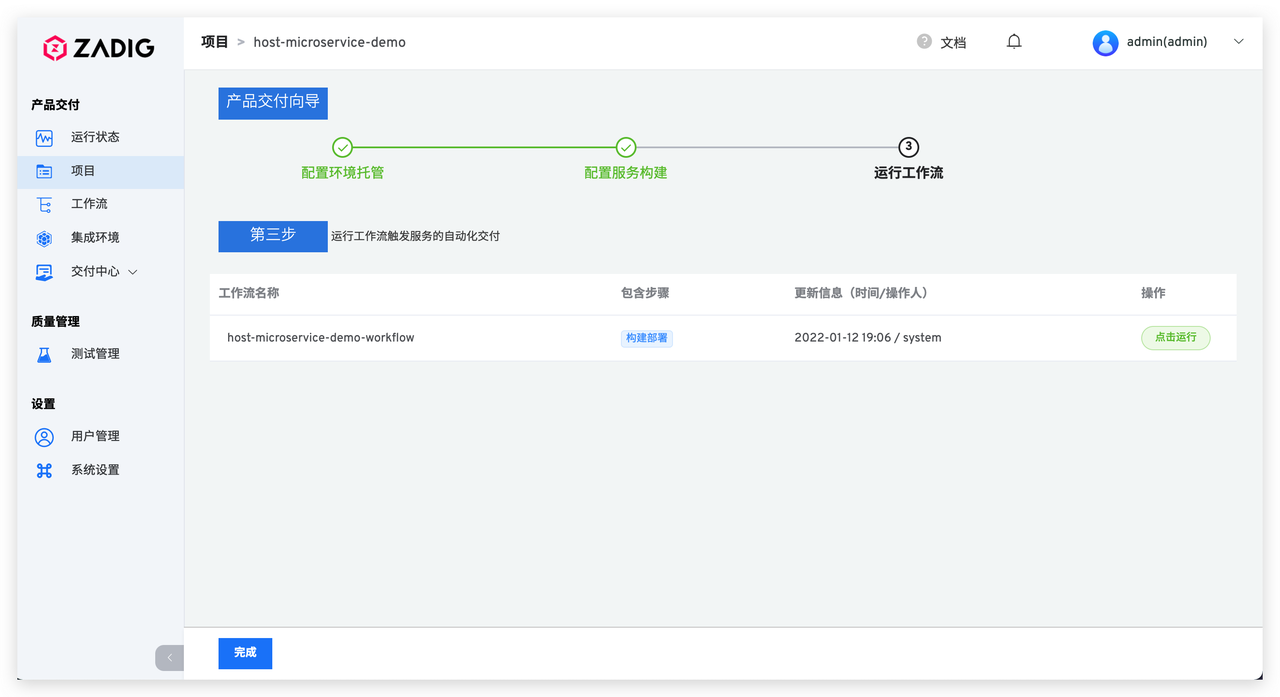 ZADIG
项目 > host-microservice-demo
? 文档
admin(admin)
产品交付
运行状态
项目
工作流
集成环境
交付中心
质量管理
测试管理
设置
用户管理
系统设置
产品交付向导
3
配置环境托管 配置服务构建 运行工作流
第三步 运行工作流触发服务的自动化交付
工作流名称 包含步骤 更新信息（时间/操作人） 操作
host-microservice-demo-workflow 构建部署 2022-01-12 19:06 / system 点击运行
完成